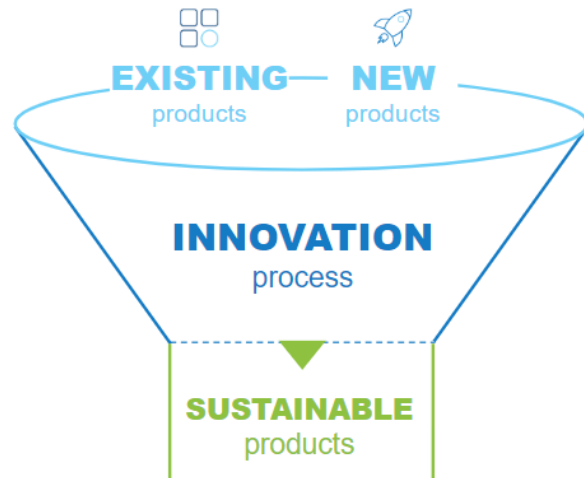 EXISTING NEW
products products
INNOVATION
process
SUSTAINABLE
products